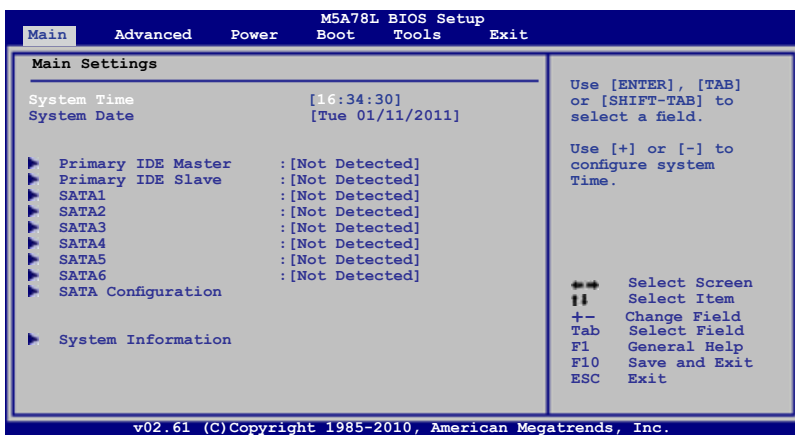 M5A78L BIOS Setup
Main Advanced Power Boot Tools Exit
Main Settings
System Time [16:34:30]
System Date [Tue 01/11/2011]
Primary IDE Master :[Not Detected]
Primary IDE Slave :[Not Detected]
SATA1 :[Not Detected]
SATA2 :[Not Detected]
SATA3 :[Not Detected]
SATA4 :[Not Detected]
SATA5 :[Not Detected]
SATA6 :[Not Detected]
SATA Configuration
System Information
Use [ENTER], [TAB]
or [SHIFT-TAB] to
select a field.
Use [+] or [-] to
configure system
Time.
←→ Select Screen
↑↓ Select Item
+- Change Field
Tab Select Field
F1 General Help
F10 Save and Exit
ESC Exit
v02.61 (C)Copyright 1985-2010, American Megatrends, Inc.